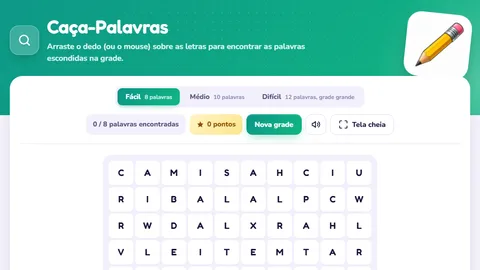 Caça-Palavras
Arraste o dedo (ou o mouse) sobre as letras para encontrar as palavras
escondidas na grade.
Fácil 8 palavras Médio 10 palavras Difícil 12 palavras, grade grande
0 / 8 palavras encontradas ★ 0 pontos Nova grade Tela cheia
C A M I S A H C I U
R I B A L A L P C W
R W D A L X R A H L
V L E I T E M T A R